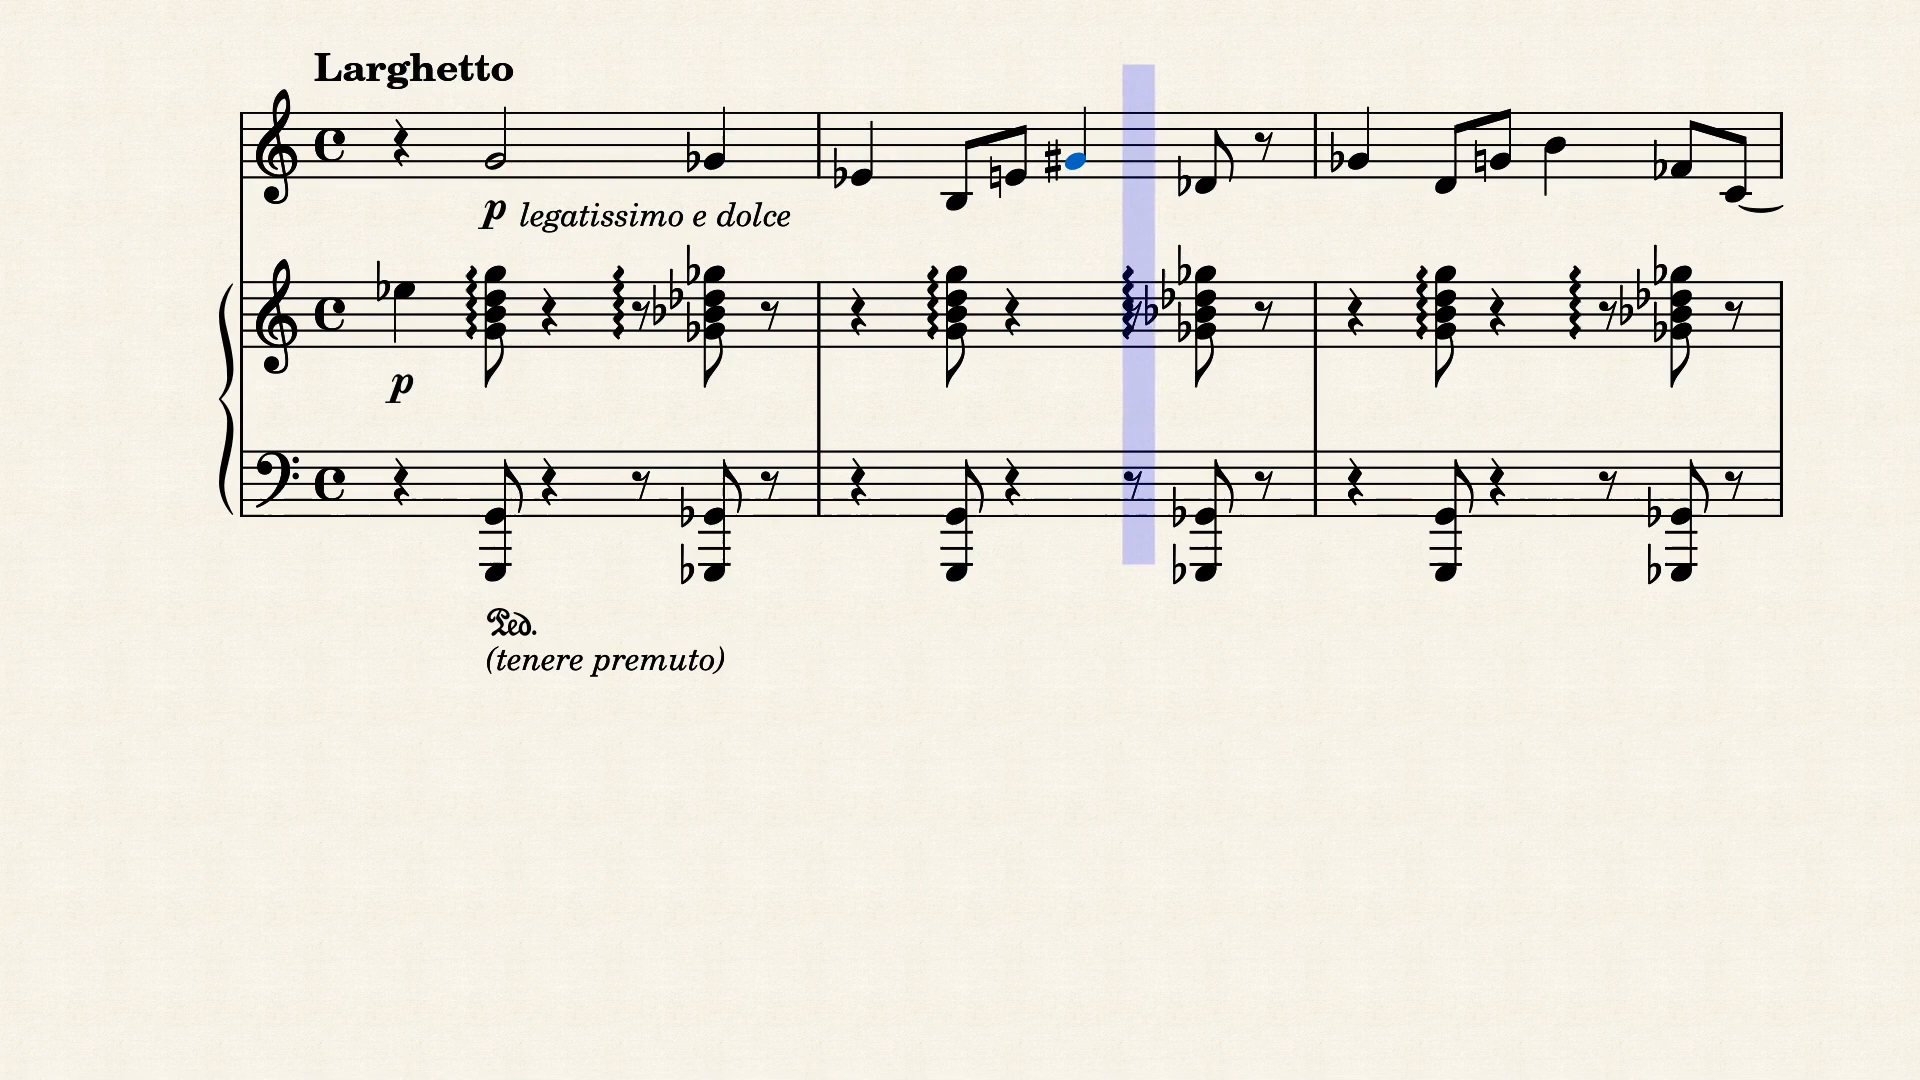 Larghetto
p legatissimo e dolce
p
Ped.
(tenere premuto)